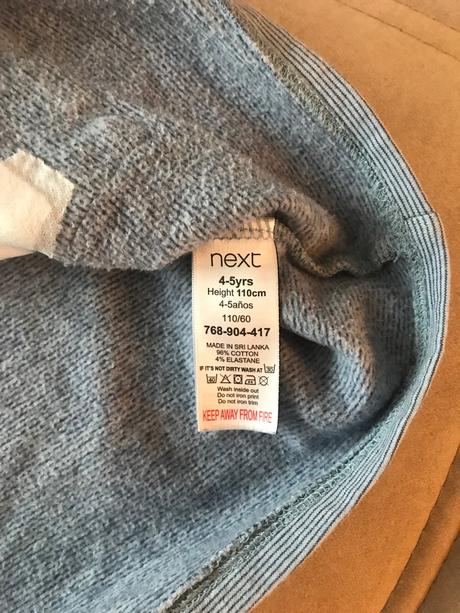 next
4-5yrs
Height 110cm
4-5años
110/60
768-904-417
MADE IN SRI LANKA
96% COTTON
4% ELASTANE
IF IT'S NOT DIRTY WASH AT 30
40
Wash inside out
Do not iron print
Do not iron trim
KEEP AWAY FROM FIRE